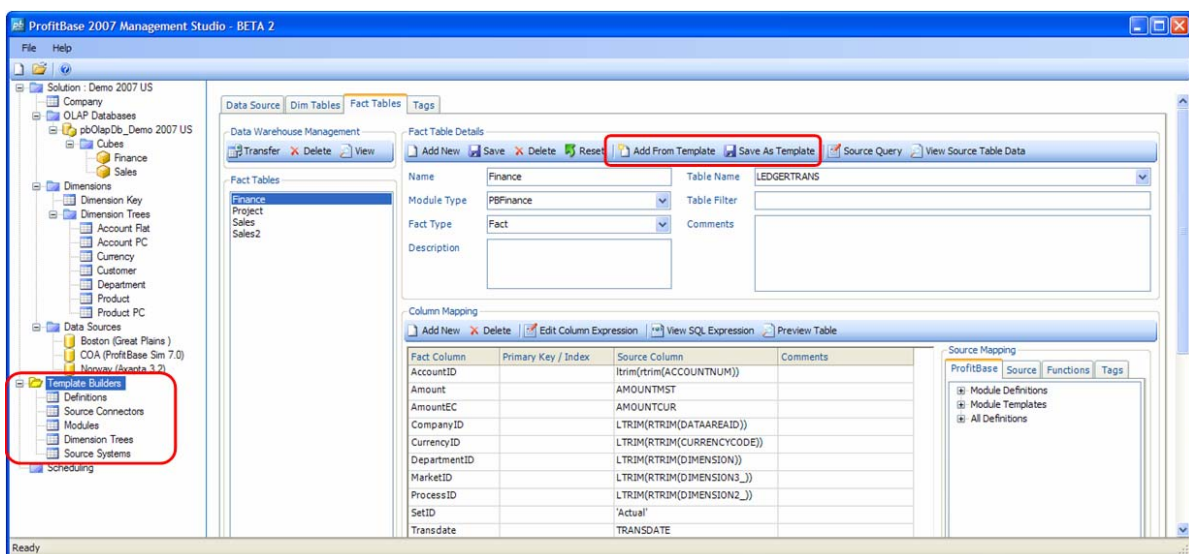 ProfitBase 2007 Management Studio - BETA 2
File Help
Solution : Demo 2007 US
Company
OLAP Databases
pbOlapDb_Demo 2007 US
Cubes
Finance
Sales
Dimensions
Dimension Key
Dimension Trees
Account Flat
Account PC
Currency
Customer
Department
Product
Product PC
Data Sources
Boston (Great Plains )
COA (ProfitBase Sim 7.0)
Norway (Axapta 3.2)
Template Builders
Definitions
Source Connectors
Modules
Dimension Trees
Source Systems
Scheduling
Data Source Dim Tables Fact Tables Tags
Data Warehouse Management
Transfer Delete View
Fact Tables
Finance
Project
Sales
Sales2
Fact Table Details
Add New Save Delete Reset Add From Template Save As Template Source Query View Source Table Data
Name Finance Table Name LEDGERTRANS
Module Type PBFinance Table Filter
Fact Type Fact Comments
Description
Column Mapping
Add New Delete Edit Column Expression View SQL Expression Preview Table
Fact Column Primary Key / Index Source Column Comments
AccountID ltrim(rtrim(ACCOUNTNUM))
Amount AMOUNTMST
AmountEC AMOUNTCUR
CompanyID LTRIM(RTRIM(DATAAREAID))
CurrencyID LTRIM(RTRIM(CURRENCYCODE))
DepartmentID LTRIM(RTRIM(DIMENSION))
MarketID LTRIM(RTRIM(DIMENSION3_))
ProcessID LTRIM(RTRIM(DIMENSION2_))
SetID 'Actual'
Transdate TRANSDATE
Source Mapping
ProfitBase Source Functions Tags
Module Definitions
Module Templates
All Definitions
Ready